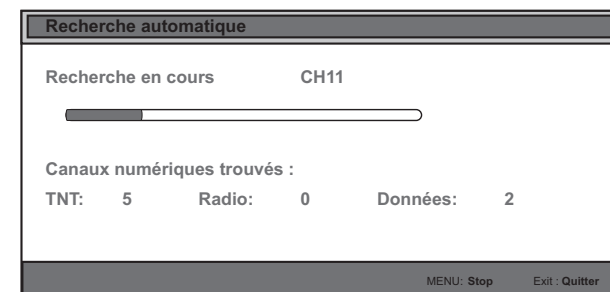 Recherche automatique
Recherche en cours CH11
Canaux numériques trouvés :
TNT: 5 Radio: 0 Données: 2
MENU: Stop Exit : Quitter